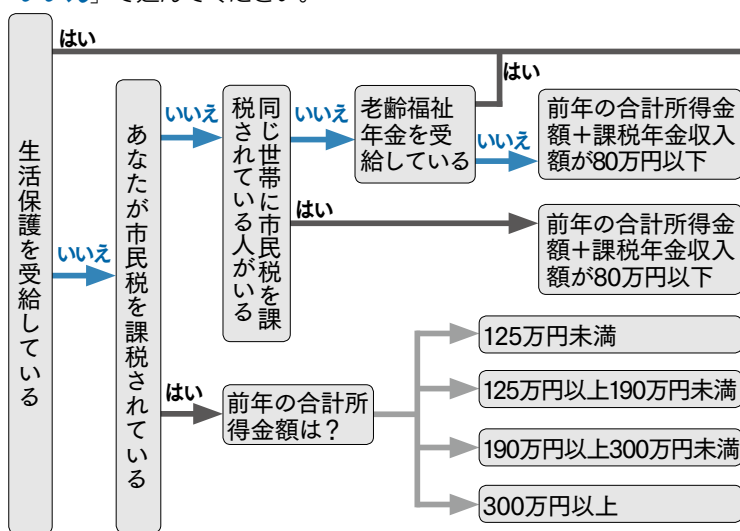 はい
生活保護を受給している
いいえ
あなたが市民税を課税されている
いいえ
同じ世帯に市民税を課
税されている人がいる
いいえ
老齢福祉
年金を受
給している
はい
いいえ
前年の合計所得金
額＋課税年金収入
額が80万円以下
はい
前年の合計所得金
額＋課税年金収入
額が80万円以下
はい
前年の合計所
得金額は？
125万円未満
125万円以上190万円未満
190万円以上300万円未満
300万円以上